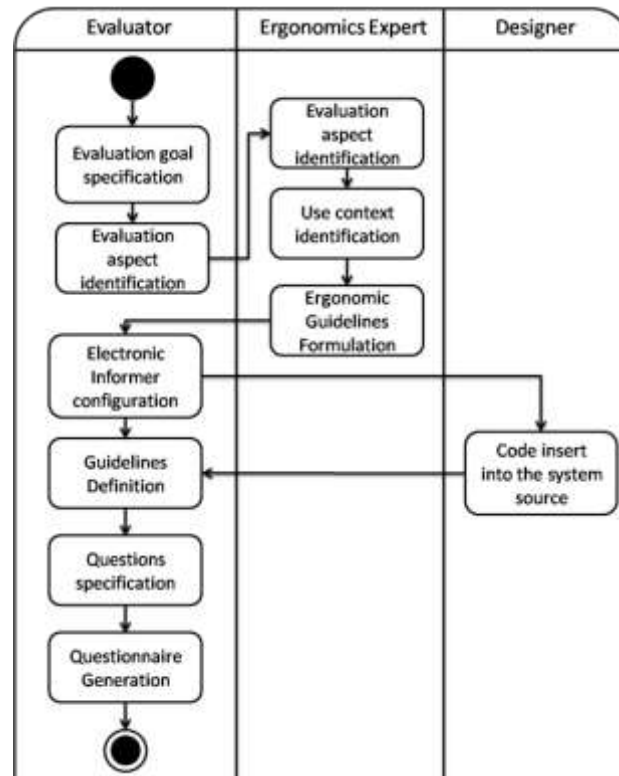 Evaluator
Ergonomics Expert
Designer
Evaluation goal
specification
Evaluation
aspect
identification
Evaluation
aspect
identification
Use context
identification
Ergonomic
Guidelines
Formulation
Electronic
Informer
configuration
Code insert
into the system
source
Guidelines
Definition
Questions
specification
Questionnaire
Generation